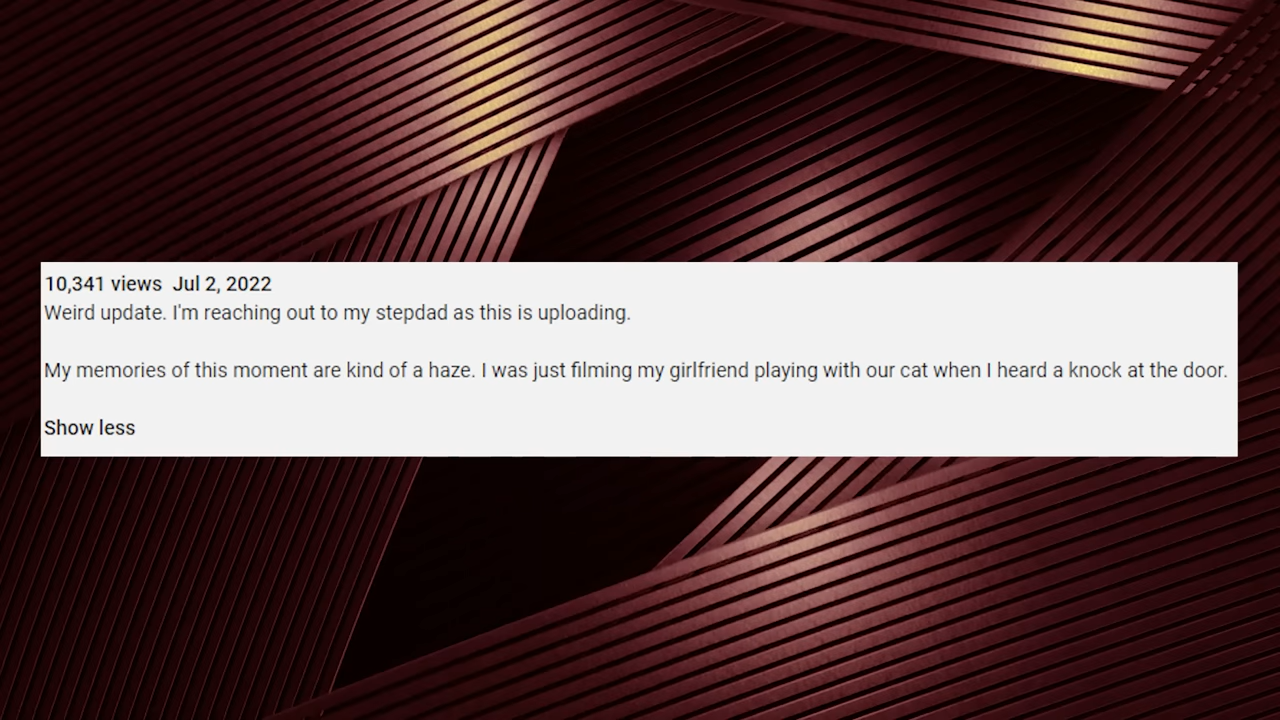 10,341 views  Jul 2, 2022
Weird update. I'm reaching out to my stepdad as this is uploading.
My memories of this moment are kind of a haze. I was just filming my girlfriend playing with our cat when I heard a knock at the door.
Show less